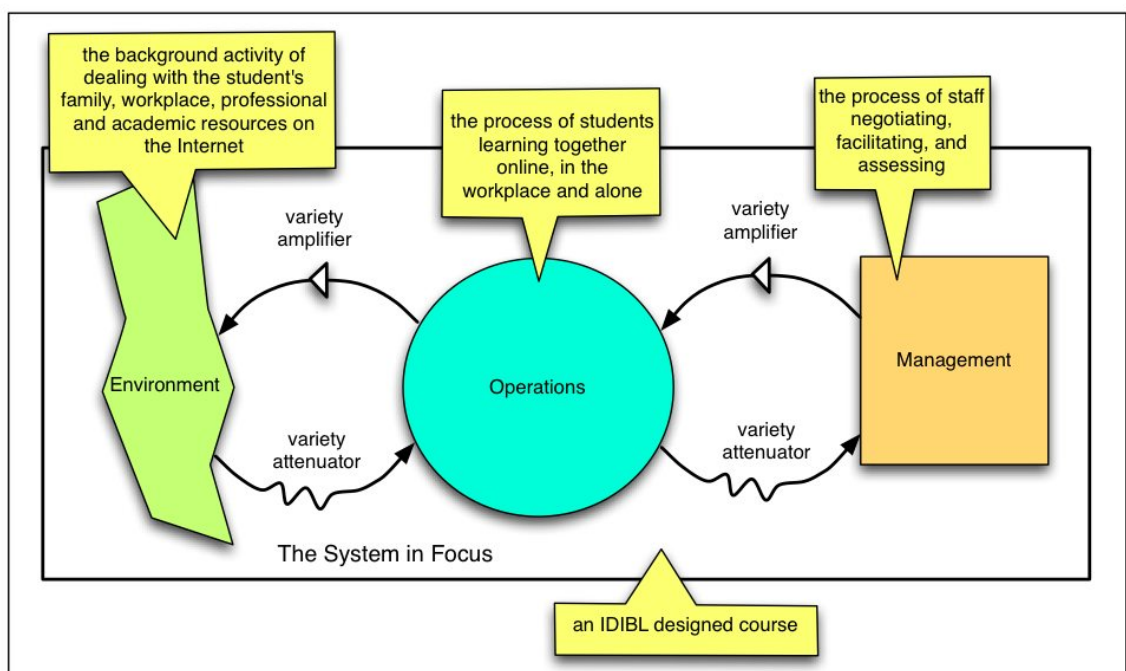 the background activity of
dealing with the student's
family, workplace, professional
and academic resources on
the Internet
the process of students
learning together
online, in the
workplace and alone
the process of staff
negotiating,
facilitating, and
assessing
variety
amplifier
variety
amplifier
Environment
Operations
Management
variety
attenuator
variety
attenuator
The System in Focus
an IDIBL designed course